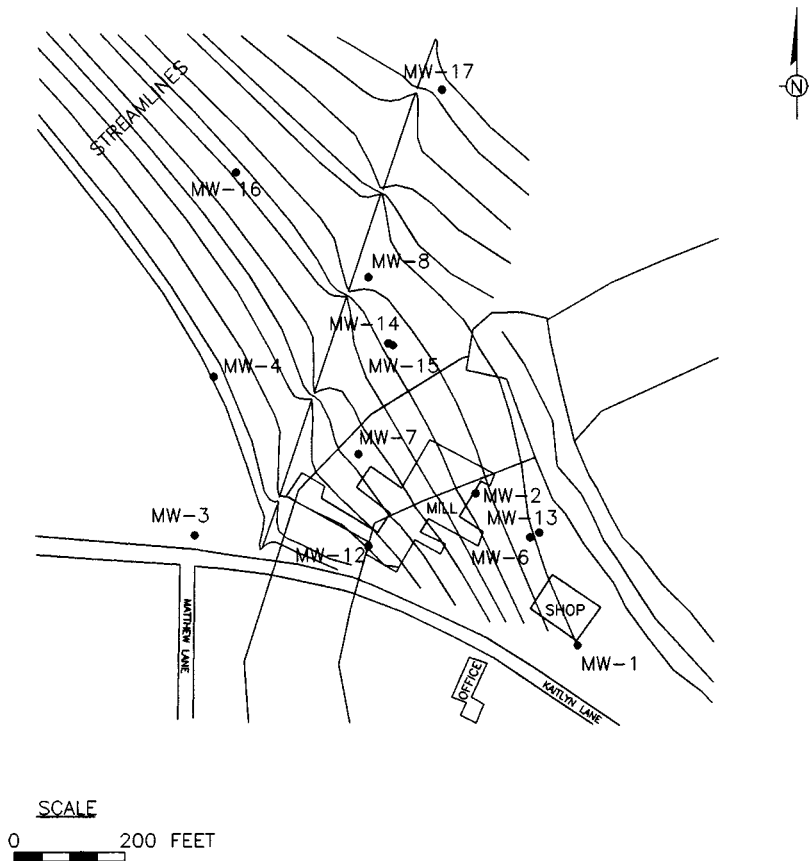 MW-17
N
STREAMLINES
MW-16
MW-8
MW-14
MW-15
MW-4
MW-7
MW-2
MILL
MW-3
MW-13
MW-12
MW-6
SHOP
MATTHEW LANE
MW-1
OFFICE
KAITLYN LANE
SCALE
0 200 FEET